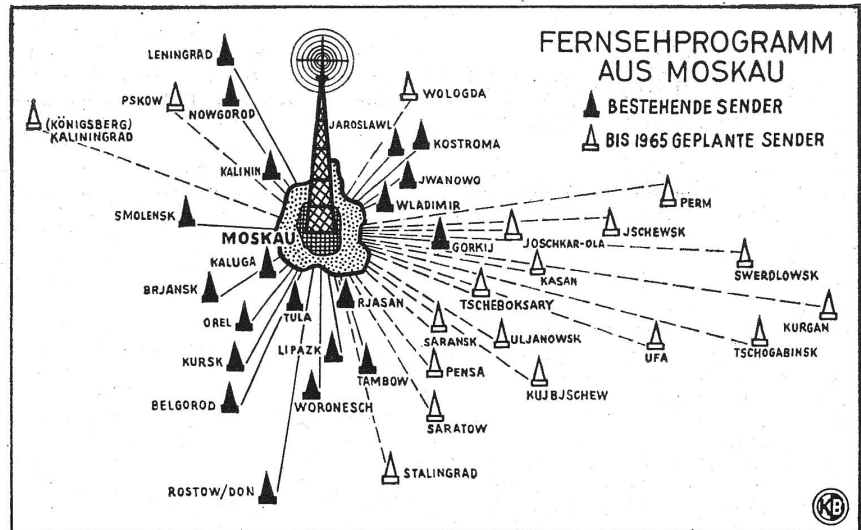 FERNSEHPROGRAMM
AUS MOSKAU
BESTEHENDE SENDER
BIS 1965 GEPLANTE SENDER
LENINGRAD
PSKOW
NOWGOROD
(KÖNIGSBERG)
KALININGRAD
KALININ
SMOLENSK
MOSKAU
WOLOGDA
JAROSLAWL
KOSTROMA
JWANOWO
WLADIMIR
PERM
GORKIJ
JOSCHKAR-OLA
JSCHEWSK
SWERDLOWSK
KASAN
KALUGA
BRJANSK
TULA
RJASAN
TSCHEBOKSARY
KURGAN
OREL
SARANSK
ULJANOWSK
UFA
TSCHOGABINSK
KURSK
LIPAZK
TAMBOW
PENSA
KUJBJSCHEW
BELGOROD
WORONESCH
SARATOW
STALINGRAD
ROSTOW/DON
KB